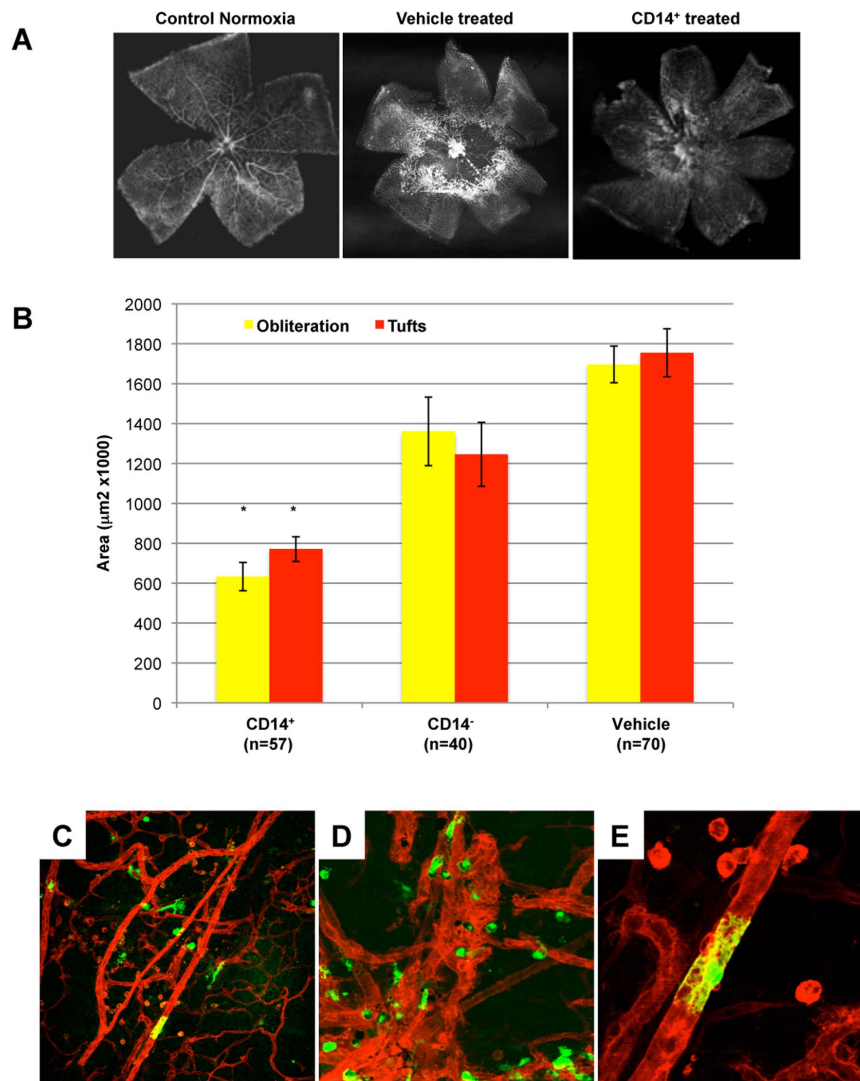 Control Normoxia
Vehicle treated
CD14⁺ treated
A
B
Obliteration
Tufts
2000
1800
1600
1400
1200
1000
800
600
400
200
0
Area (µm2 x1000)
*
*
CD14⁺
(n=57)
CD14⁻
(n=40)
Vehicle
(n=70)
C
D
E